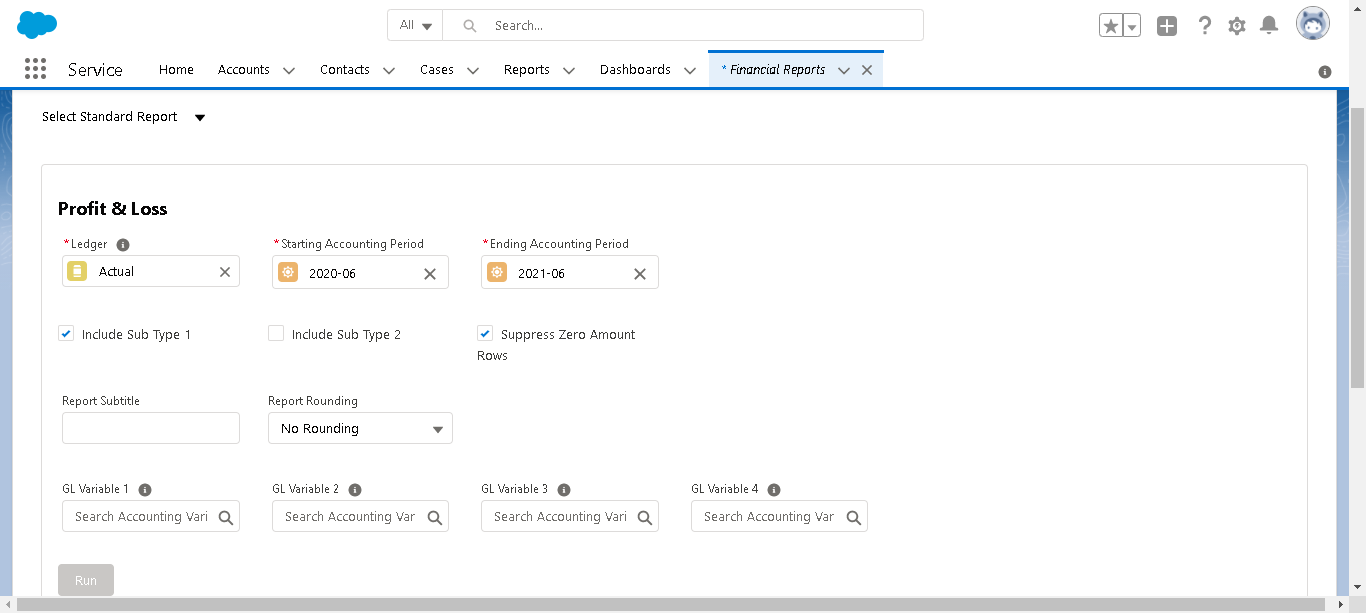 All
Search...
Service
Home
Accounts
Contacts
Cases
Reports
Dashboards
* Financial Reports
Select Standard Report
Profit & Loss
*Ledger
*Starting Accounting Period
*Ending Accounting Period
Actual
2020-06
2021-06
Include Sub Type 1
Include Sub Type 2
Suppress Zero Amount
Rows
Report Subtitle
Report Rounding
No Rounding
GL Variable 1
GL Variable 2
GL Variable 3
GL Variable 4
Search Accounting Vari
Search Accounting Var
Search Accounting Vari
Search Accounting Var
Run